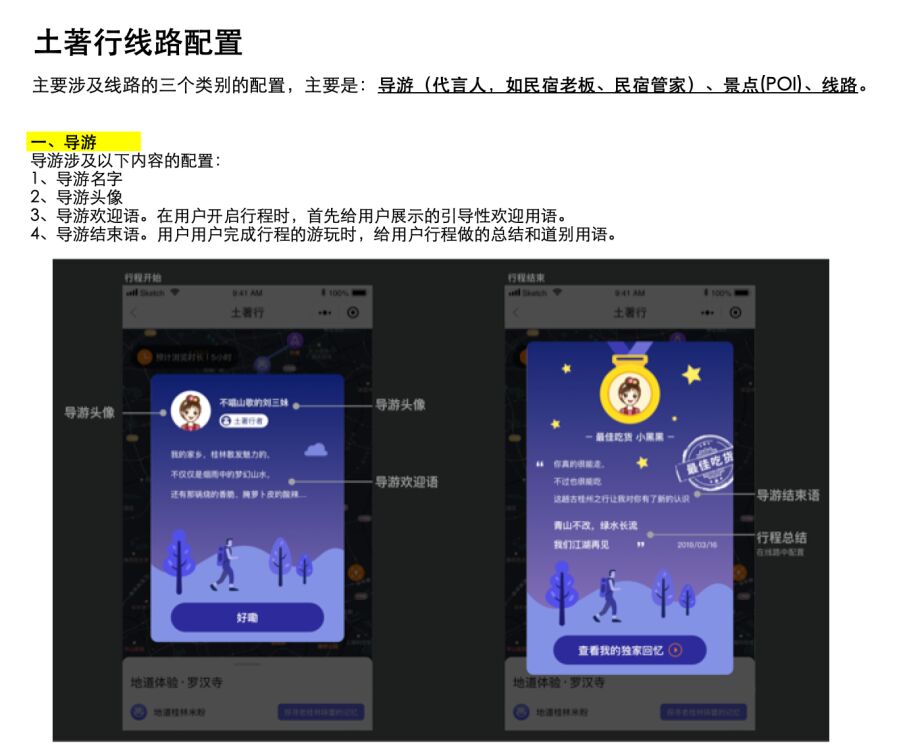 土著行线路配置
主要涉及线路的三个类别的配置，主要是：导游（代言人，如民宿老板、民宿管家）、景点(POI)、线路。
一、导游
导游涉及以下内容的配置：
1、导游名字
2、导游头像
3、导游欢迎语。在用户开启行程时，首先给用户展示的引导性欢迎用语。
4、导游结束语。用户用户完成行程的游玩时，给用户行程做的总结和道别用语。
行程开始
Sketch 9:41 AM 100%
土著行
预计游览时长 | 5小时
导游头像
不唱山歌的刘三妹
土著行者
导游头像
我的家乡，桂林散发魅力的，
不仅仅是烟雨中的梦幻山水，
还有那锅烧的香脆、腌萝卜皮的酸辣...
导游欢迎语
好嘞
地道体验·罗汉寺
地道桂林米粉
行程结束
Sketch 9:41 AM 100%
土著行
– 最佳吃货 小黑黑 –
最佳吃货
“ 你真的很能走，
不过也很能吃
这趟古桂州之行让我对你有了新的认识
导游结束语
青山不改，绿水长流
我们江湖再见 ”
2019/03/16
行程总结
在线路中配置
查看我的独家回忆
地道体验·罗汉寺
地道桂林米粉